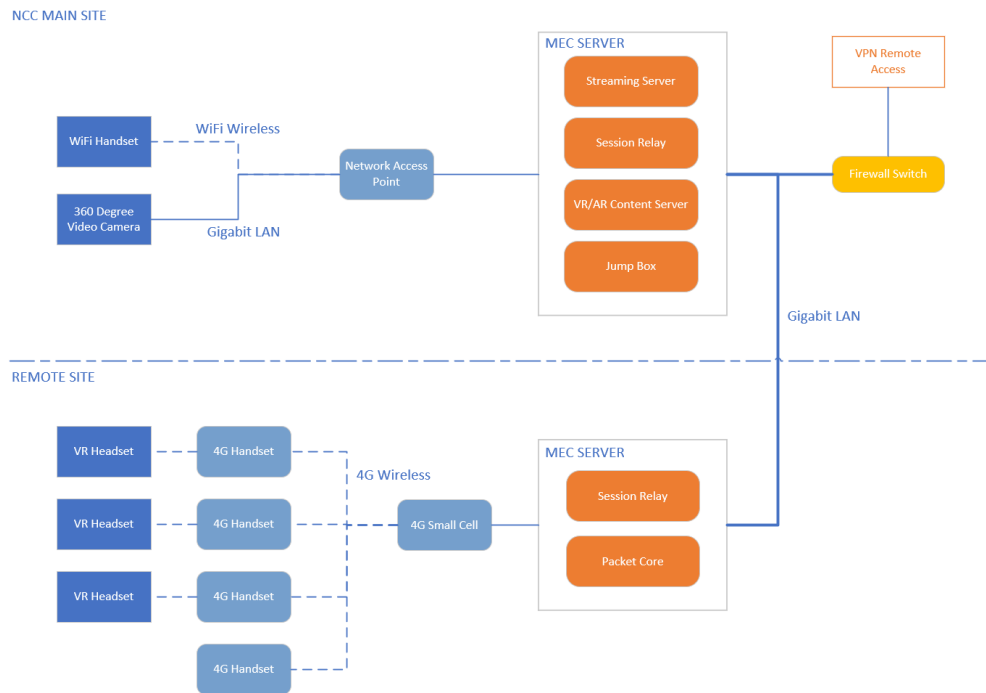 NCC MAIN SITE
MEC SERVER
VPN Remote
Access
Streaming Server
WiFi Wireless
WiFi Handset
Session Relay
Network Access
Point
Firewall Switch
360 Degree
Video Camera
VR/AR Content Server
Gigabit LAN
Jump Box
Gigabit LAN
REMOTE SITE
VR Headset
4G Handset
MEC SERVER
4G Wireless
Session Relay
VR Headset
4G Handset
4G Small Cell
Packet Core
VR Headset
4G Handset
4G Handset